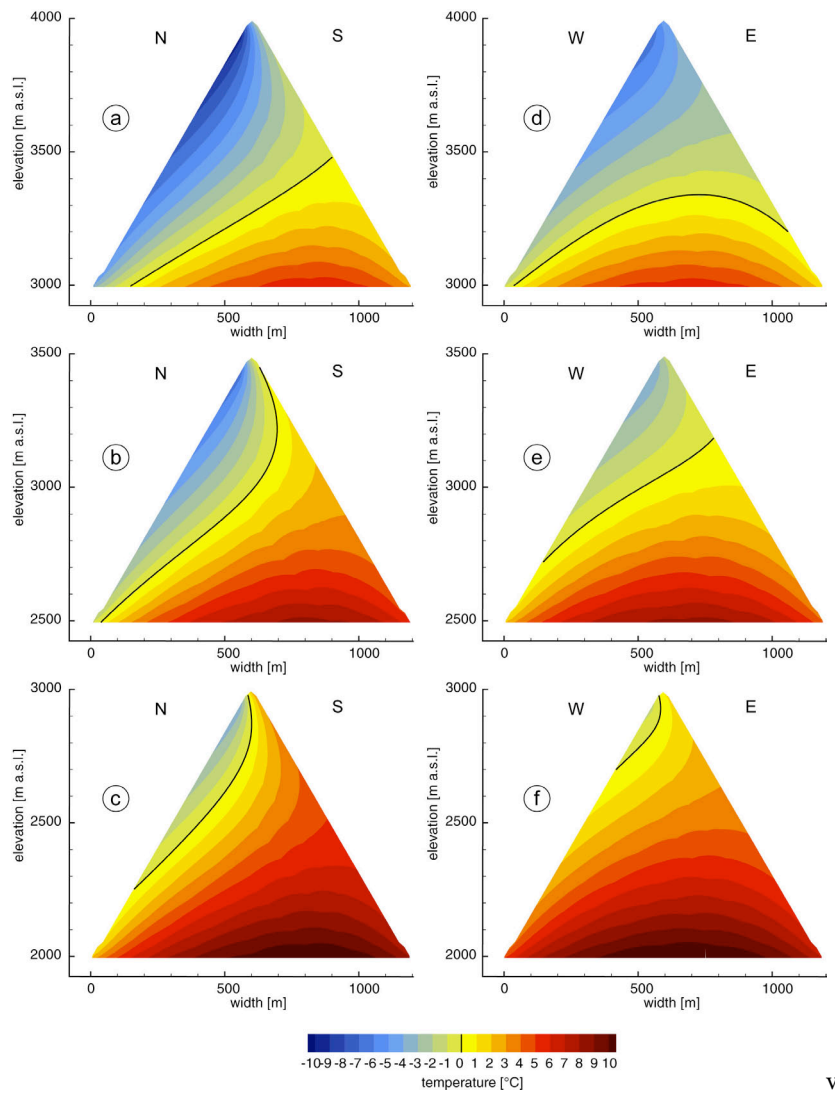 4000
N
S
a
3500
3000
elevation [m a.s.l.]
0
500
1000
width [m]
W
E
d
4000
3500
3000
elevation [m a.s.l.]
0
500
1000
width [m]
3500
N
S
b
3000
2500
elevation [m a.s.l.]
0
500
1000
width [m]
3500
W
E
e
3000
2500
elevation [m a.s.l.]
0
500
1000
width [m]
3000
N
S
c
2500
2000
elevation [m a.s.l.]
0
500
1000
width [m]
3000
W
E
f
2500
2000
elevation [m a.s.l.]
0
500
1000
width [m]
-10 -9 -8 -7 -6 -5 -4 -3 -2 -1 0 1 2 3 4 5 6 7 8 9 10
temperature [°C]
V